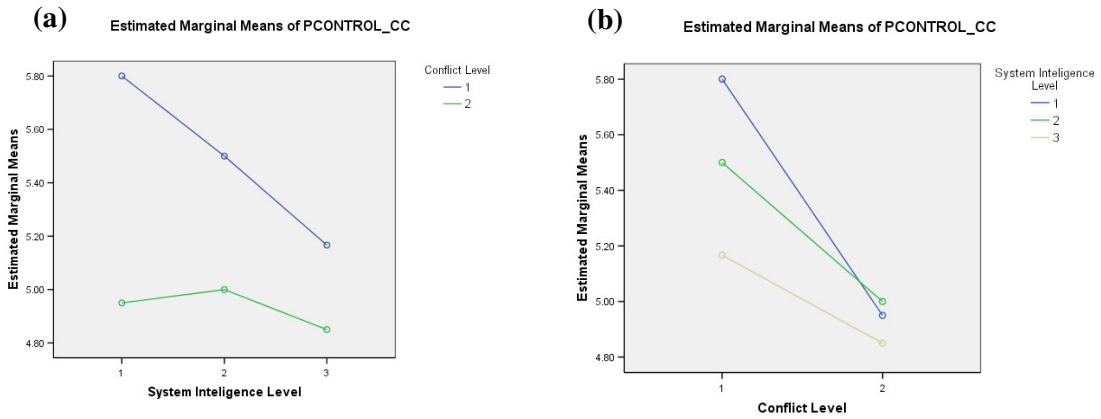 (a)
Estimated Marginal Means of PCONTROL_CC
Estimated Marginal Means
5.80
5.60
5.40
5.20
5.00
4.80
1
2
3
System Inteligence Level
Conflict Level
1
2
(b)
Estimated Marginal Means of PCONTROL_CC
Estimated Marginal Means
5.80
5.60
5.40
5.20
5.00
4.80
1
2
Conflict Level
System Inteligence
Level
1
2
3